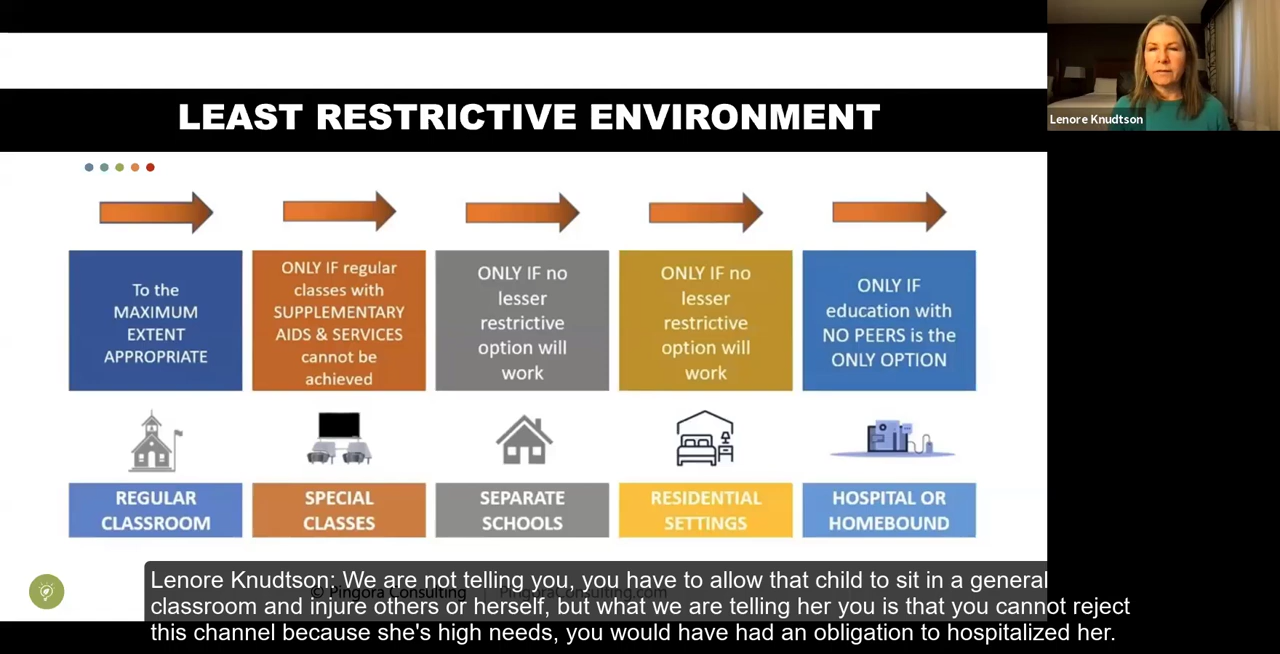 LEAST RESTRICTIVE ENVIRONMENT
Lenore Knudtson
To the
MAXIMUM
EXTENT
APPROPRIATE
ONLY IF regular
classes with
SUPPLEMENTARY
AIDS & SERVICES
cannot be
achieved
ONLY IF no
lesser
restrictive
option will
work
ONLY IF no
lesser
restrictive
option will
work
ONLY IF
education with
NO PEERS is the
ONLY OPTION
REGULAR
CLASSROOM
SPECIAL
CLASSES
SEPARATE
SCHOOLS
RESIDENTIAL
SETTINGS
HOSPITAL OR
HOMEBOUND
© Pingora Consulting | PingoraConsulting.com
Lenore Knudtson: We are not telling you, you have to allow that child to sit in a general
classroom and injure others or herself, but what we are telling her you is that you cannot reject
this channel because she's high needs, you would have had an obligation to hospitalized her.